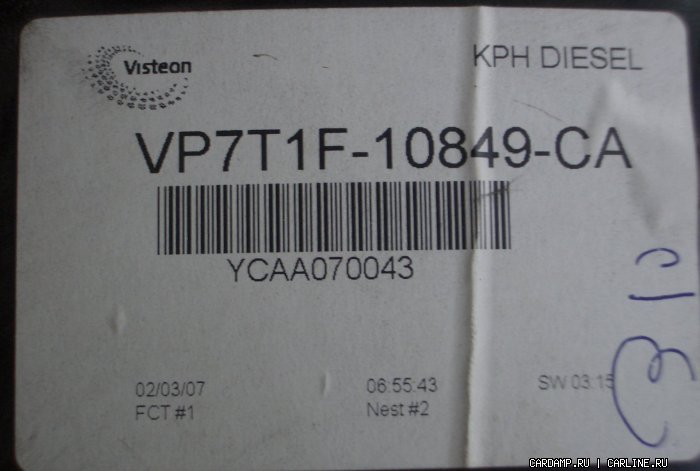 Visteon
KPH DIESEL
VP7T1F-10849-CA
YCAA070043
02/03/07
06:55:43
SW 03:15
FCT #1
Nest #2
CARDAMP.RU | CARLINE.RU